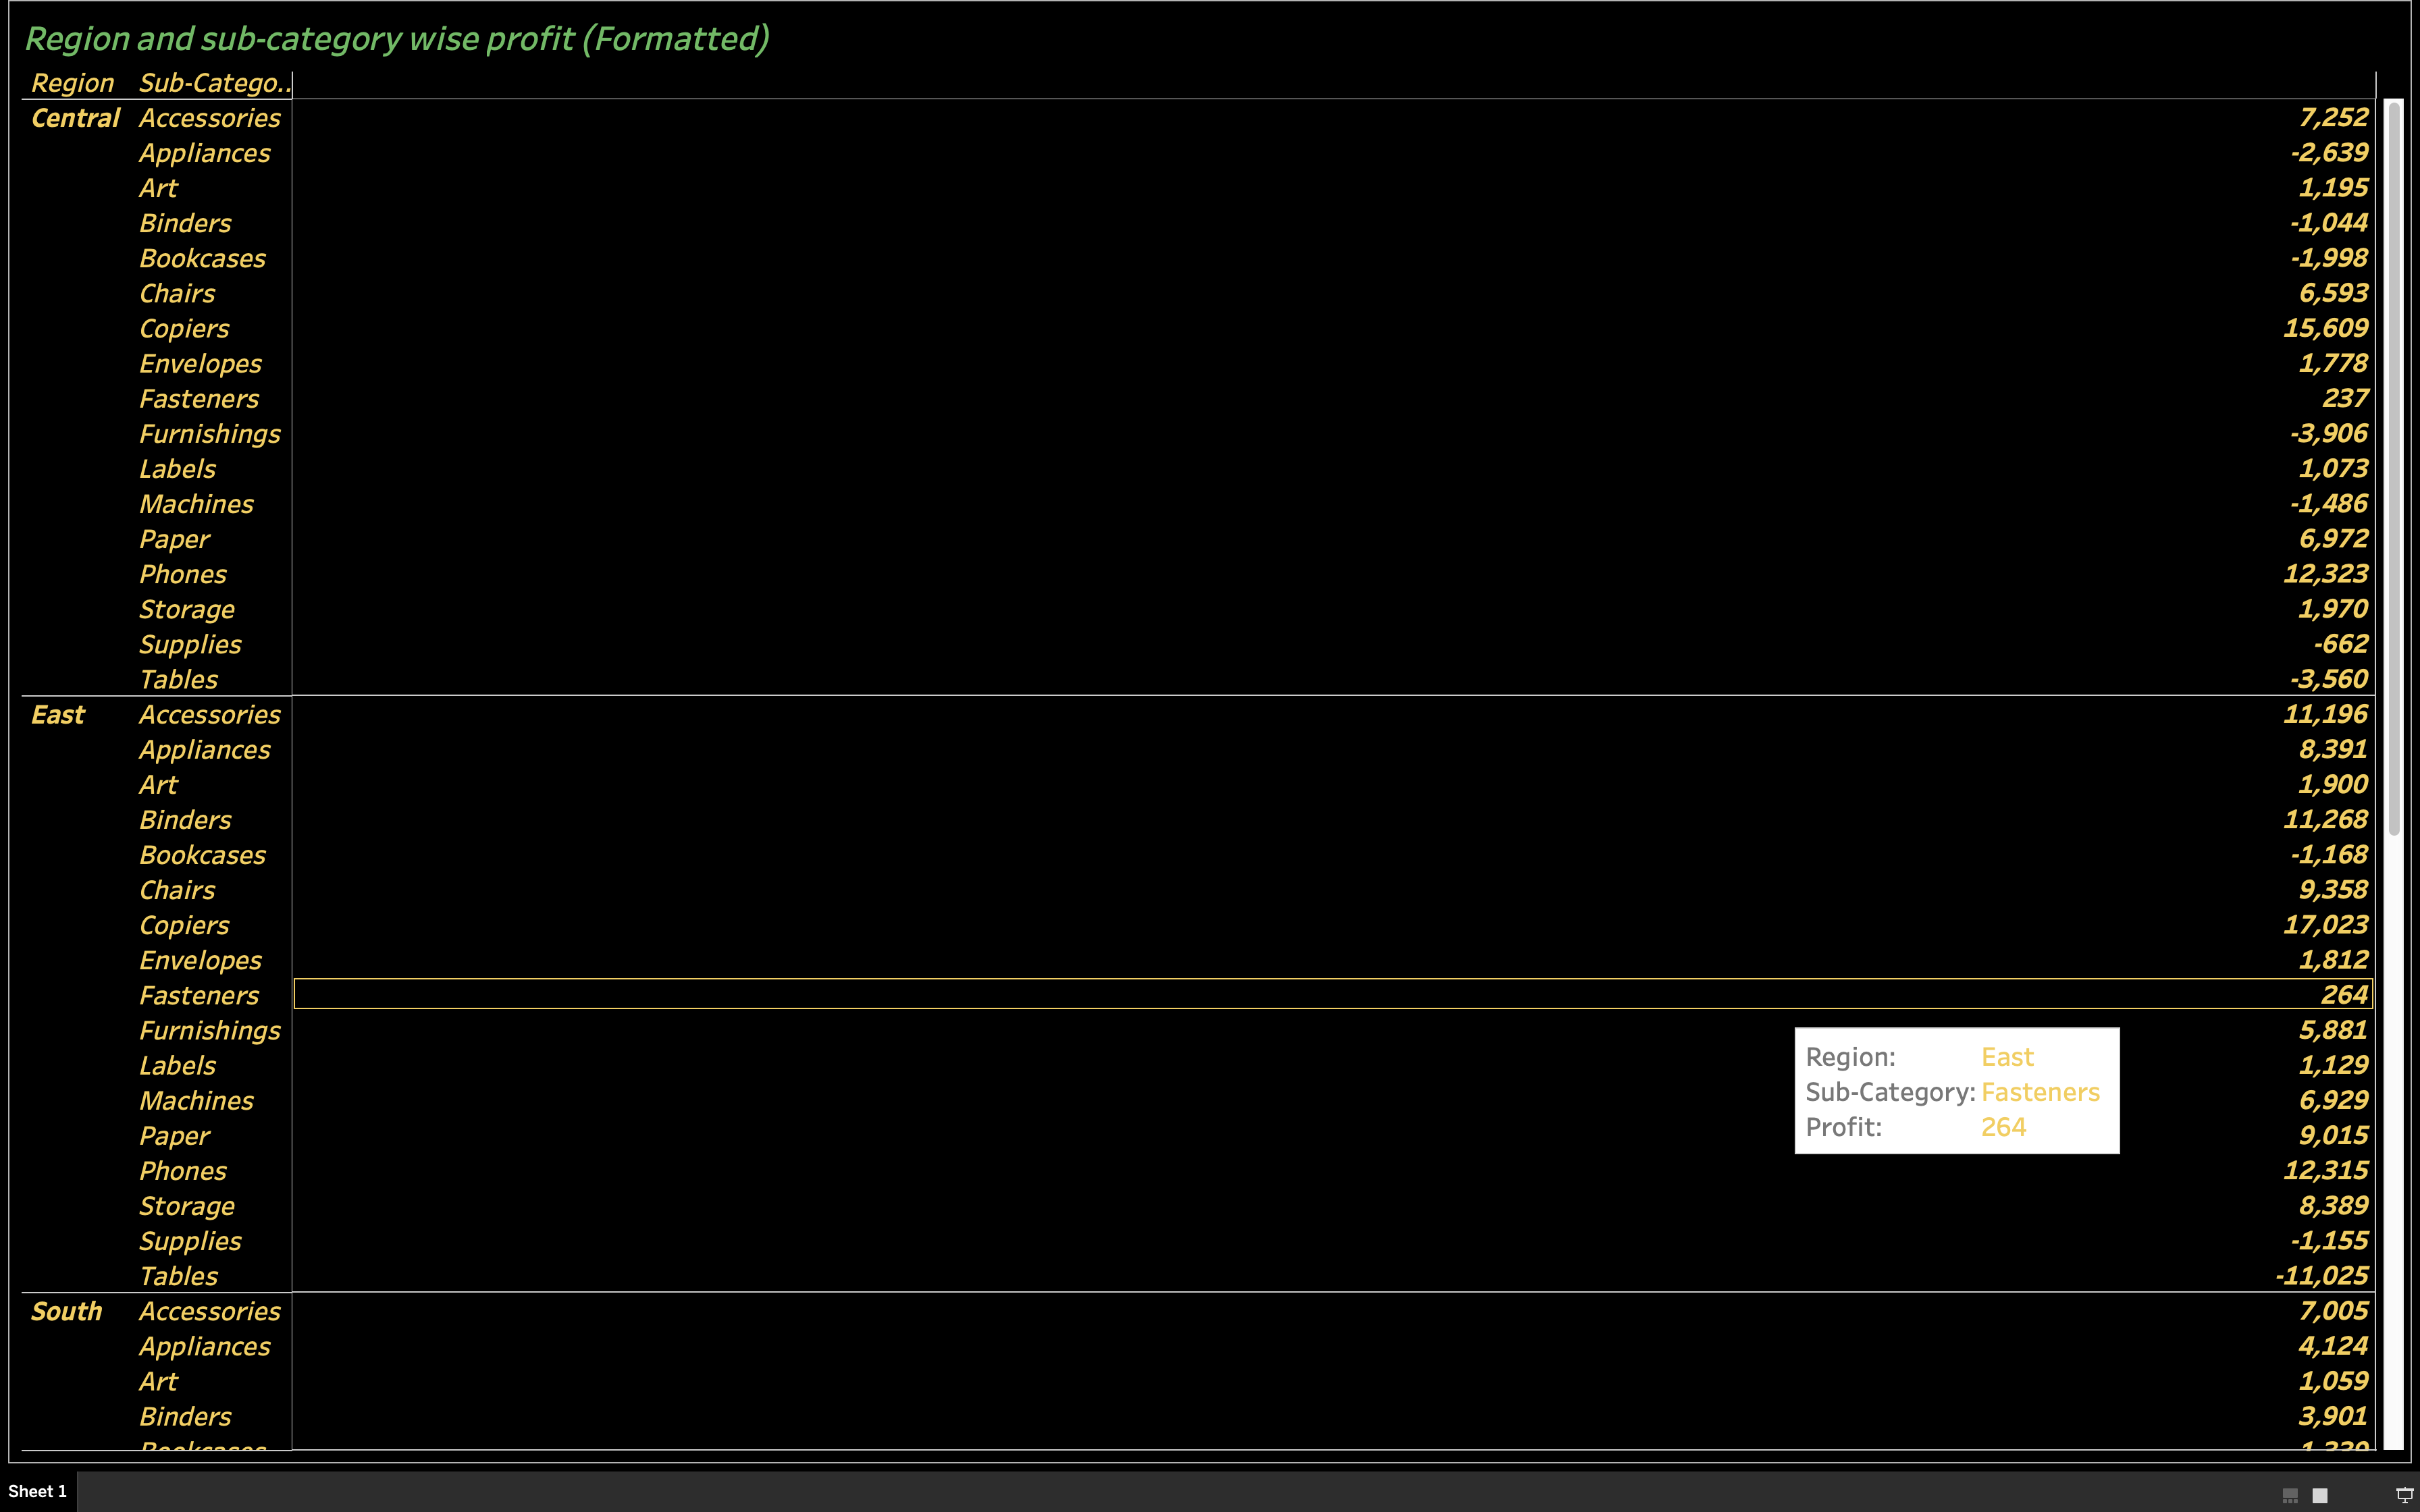 Region and sub-category wise profit (Formatted)
Region Sub-Catego..
Central Accessories 7,252
Appliances -2,639
Art 1,195
Binders -1,044
Bookcases -1,998
Chairs 6,593
Copiers 15,609
Envelopes 1,778
Fasteners 237
Furnishings -3,906
Labels 1,073
Machines -1,486
Paper 6,972
Phones 12,323
Storage 1,970
Supplies -662
Tables -3,560
East Accessories 11,196
Appliances 8,391
Art 1,900
Binders 11,268
Bookcases -1,168
Chairs 9,358
Copiers 17,023
Envelopes 1,812
Fasteners 264
Furnishings 5,881
Region: East
Labels 1,129
Sub-Category: Fasteners
Machines 6,929
Profit: 264
Paper 9,015
Phones 12,315
Storage 8,389
Supplies -1,155
Tables -11,025
South Accessories 7,005
Appliances 4,124
Art 1,059
Binders 3,901
Bookcases
Sheet 1